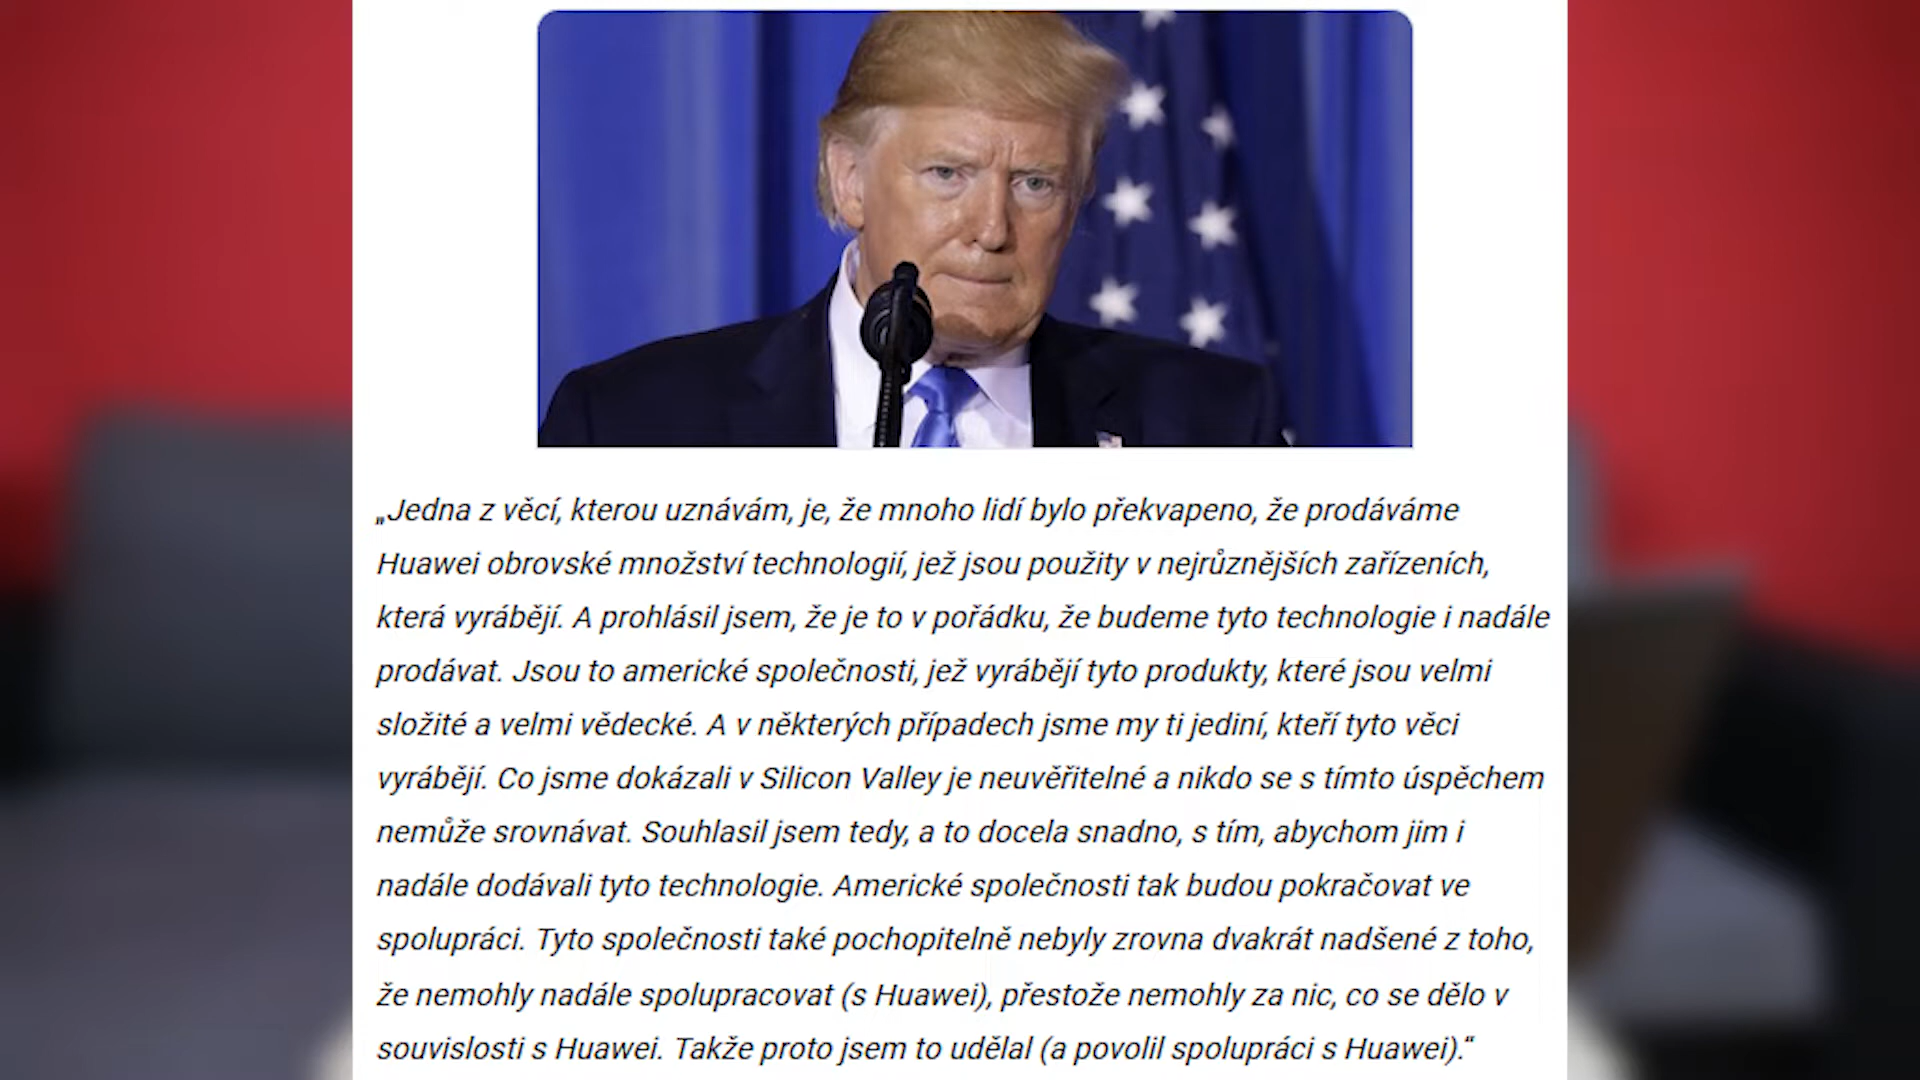 „Jedna z věcí, kterou uznávám, je, že mnoho lidí bylo překvapeno, že prodáváme
Huawei obrovské množství technologií, jež jsou použity v nejrůznějších zařízeních,
která vyrábějí. A prohlásil jsem, že je to v pořádku, že budeme tyto technologie i nadále
prodávat. Jsou to americké společnosti, jež vyrábějí tyto produkty, které jsou velmi
složité a velmi vědecké. A v některých případech jsme my ti jediní, kteří tyto věci
vyrábějí. Co jsme dokázali v Silicon Valley je neuvěřitelné a nikdo se s tímto úspěchem
nemůže srovnávat. Souhlasil jsem tedy, a to docela snadno, s tím, abychom jim i
nadále dodávali tyto technologie. Americké společnosti tak budou pokračovat ve
spolupráci. Tyto společnosti také pochopitelně nebyly zrovna dvakrát nadšené z toho,
že nemohly nadále spolupracovat (s Huawei), přestože nemohly za nic, co se dělo v
souvislosti s Huawei. Takže proto jsem to udělal (a povolil spolupráci s Huawei).“